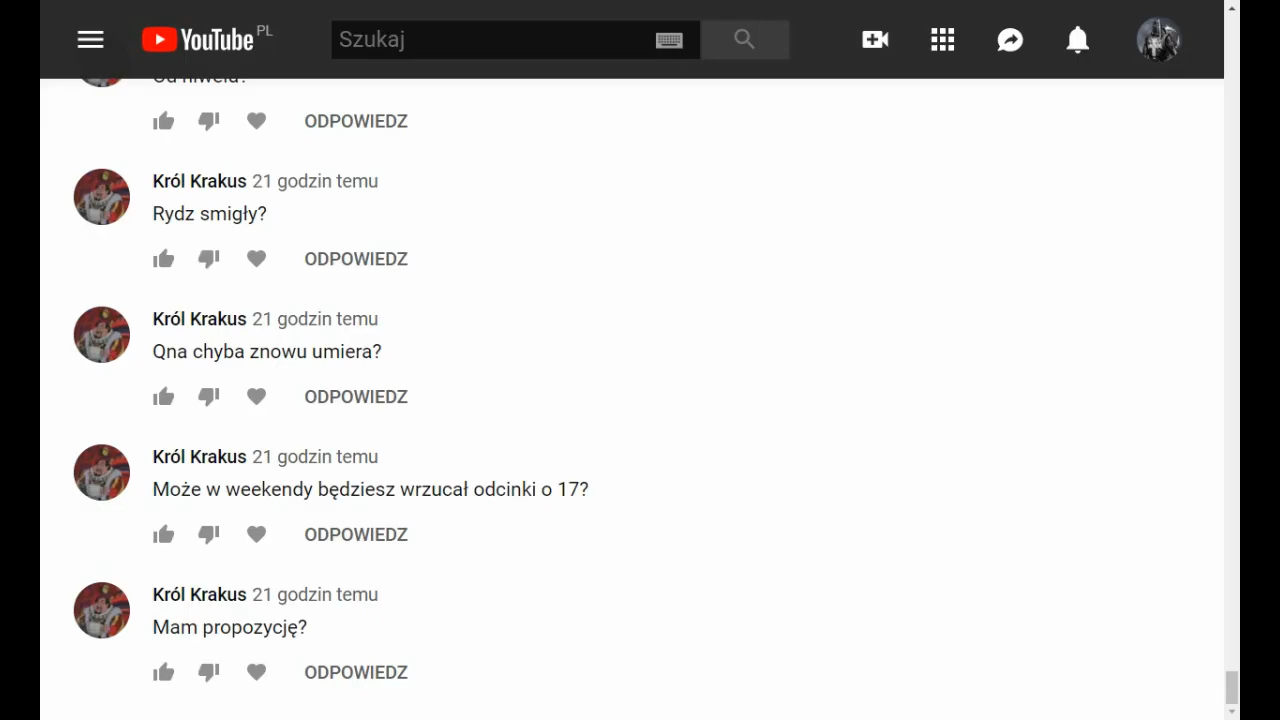 YouTube PL
Szukaj
ODPOWIEDZ
Król Krakus 21 godzin temu
Rydz smigły?
ODPOWIEDZ
Król Krakus 21 godzin temu
Qna chyba znowu umiera?
ODPOWIEDZ
Król Krakus 21 godzin temu
Może w weekendy będziesz wrzucał odcinki o 17?
ODPOWIEDZ
Król Krakus 21 godzin temu
Mam propozycję?
ODPOWIEDZ